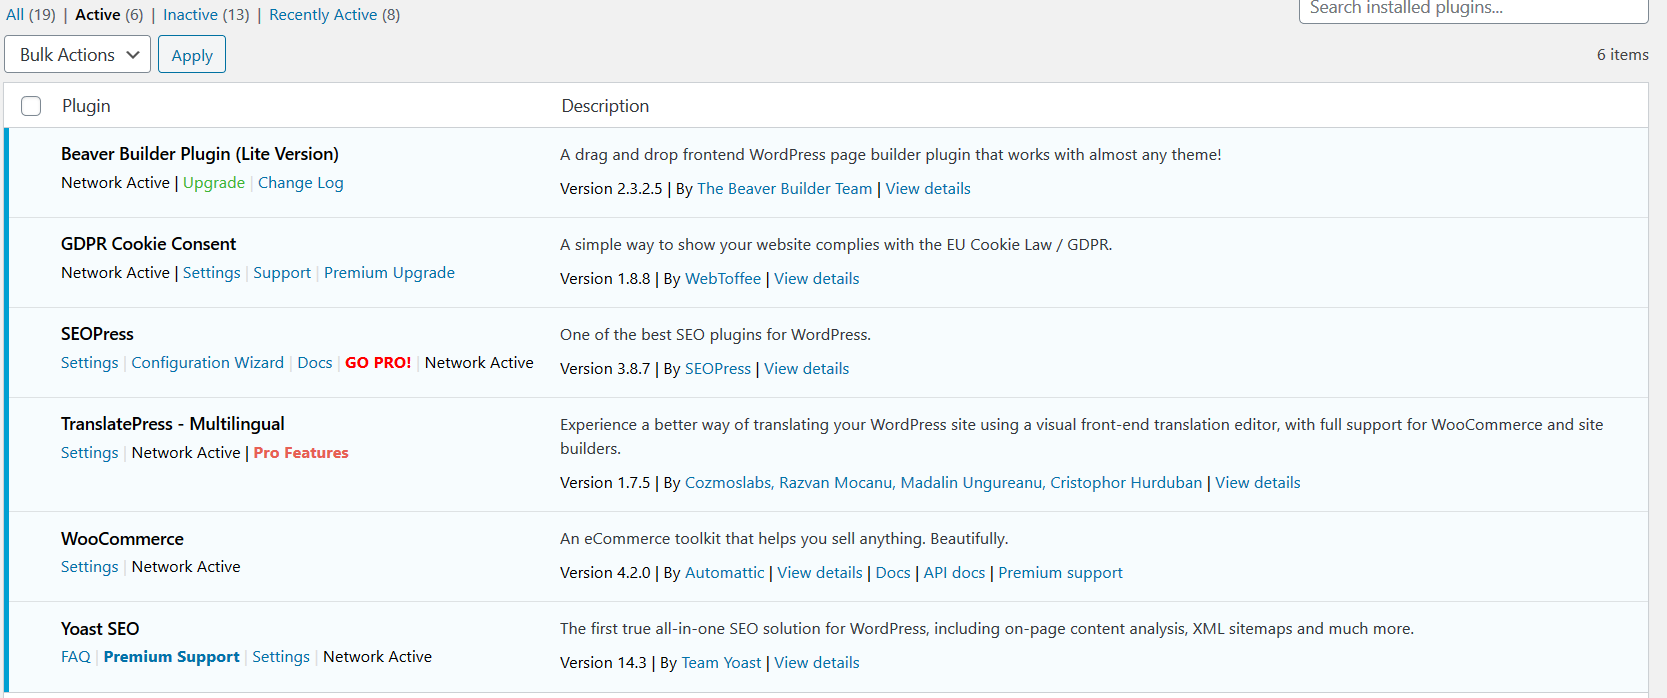 All (19) | Active (6) | Inactive (13) | Recently Active (8)
Search installed plugins...
Bulk Actions Apply
6 items
Plugin Description
Beaver Builder Plugin (Lite Version)
Network Active | Upgrade | Change Log
A drag and drop frontend WordPress page builder plugin that works with almost any theme!
Version 2.3.2.5 | By The Beaver Builder Team | View details
GDPR Cookie Consent
Network Active | Settings | Support | Premium Upgrade
A simple way to show your website complies with the EU Cookie Law / GDPR.
Version 1.8.8 | By WebToffee | View details
SEOPress
Settings | Configuration Wizard | Docs | GO PRO! | Network Active
One of the best SEO plugins for WordPress.
Version 3.8.7 | By SEOPress | View details
TranslatePress - Multilingual
Settings | Network Active | Pro Features
Experience a better way of translating your WordPress site using a visual front-end translation editor, with full support for WooCommerce and site
builders.
Version 1.7.5 | By Cozmoslabs, Razvan Mocanu, Madalin Ungureanu, Cristophor Hurduban | View details
WooCommerce
Settings | Network Active
An eCommerce toolkit that helps you sell anything. Beautifully.
Version 4.2.0 | By Automattic | View details | Docs | API docs | Premium support
Yoast SEO
FAQ | Premium Support | Settings | Network Active
The first true all-in-one SEO solution for WordPress, including on-page content analysis, XML sitemaps and much more.
Version 14.3 | By Team Yoast | View details